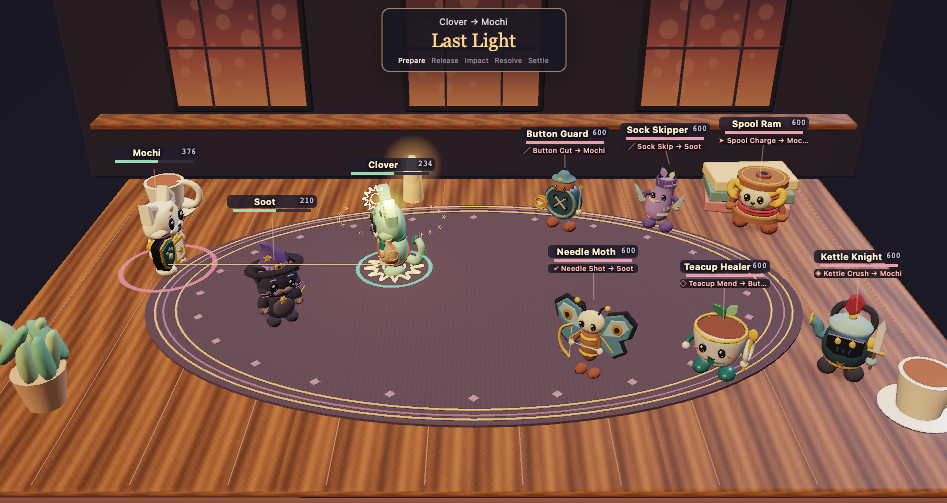 Clover → Mochi
Last Light
Prepare Release Impact Resolve Settle
Mochi 376
Soot 210
Clover 234
Button Guard 600
Button Cut → Mochi
Sock Skipper 600
Sock Skip → Soot
Spool Ram 600
Spool Charge → Moc...
Needle Moth 600
Needle Shot → Soot
Teacup Healer 600
Teacup Mend → But...
Kettle Knight 600
Kettle Crush → Mochi